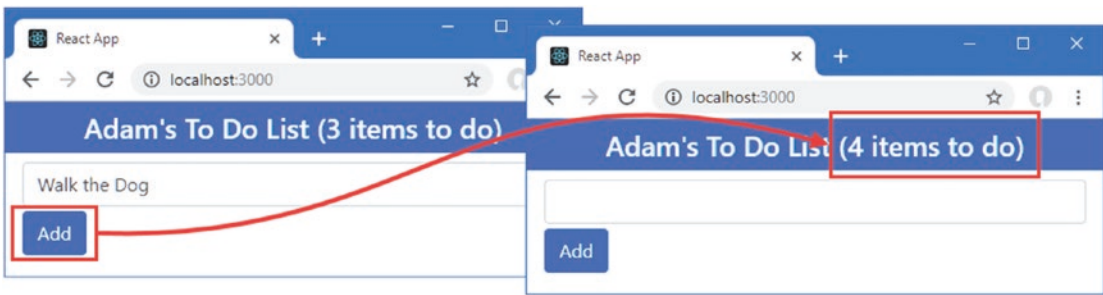 React App
localhost:3000
Adam's To Do List (3 items to do)
Walk the Dog
Add
React App
localhost:3000
Adam's To Do List (4 items to do)
Add